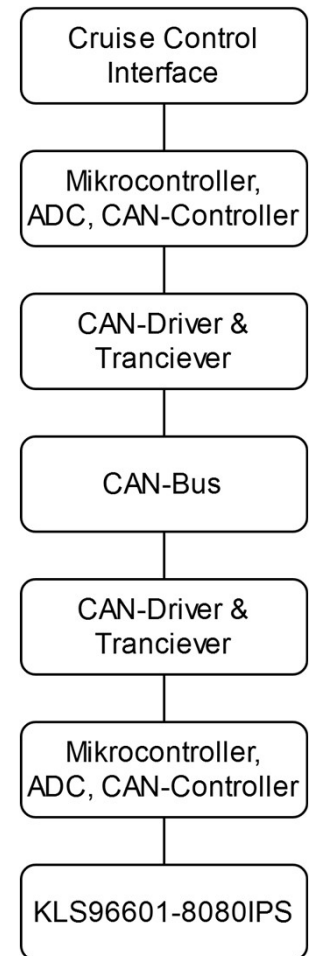 Cruise Control
Interface
Mikrocontroller,
ADC, CAN-Controller
CAN-Driver &
Tranciever
CAN-Bus
CAN-Driver &
Tranciever
Mikrocontroller,
ADC, CAN-Controller
KLS96601-8080IPS